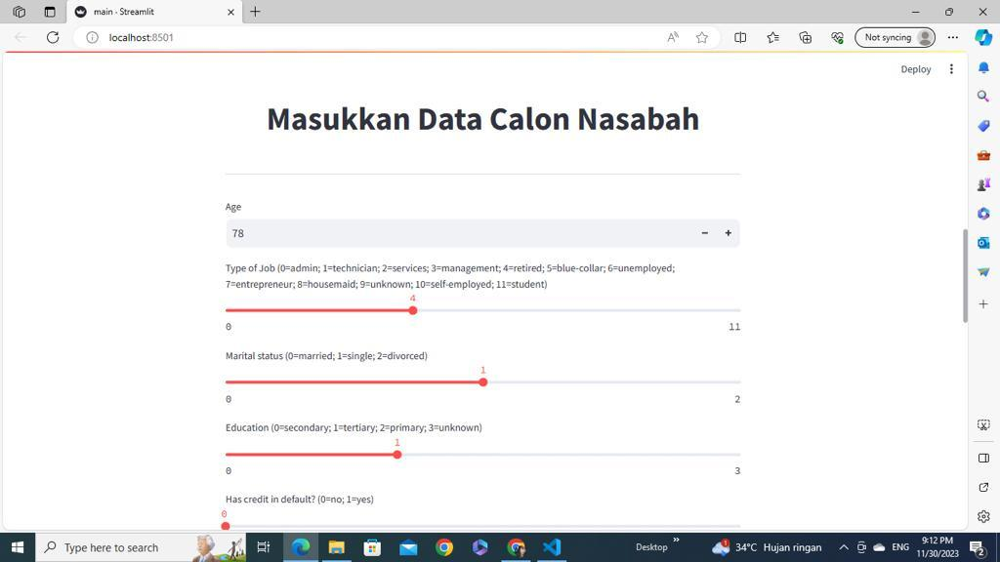 main · Streamlit
localhost:8501
Not syncing
Deploy
Masukkan Data Calon Nasabah
Age
78
Type of Job (0=admin; 1=technician; 2=services; 3=management; 4=retired; 5=blue-collar; 6=unemployed;
7=entrepreneur; 8=housemaid; 9=unknown; 10=self-employed; 11=student)
4
0 11
Marital status (0=married; 1=single; 2=divorced)
1
0 2
Education (0=secondary; 1=tertiary; 2=primary; 3=unknown)
1
0 3
Has credit in default? (0=no; 1=yes)
0
Type here to search
Desktop
1
34°C Hujan ringan
ENG
9:12 PM
11/30/2023
2